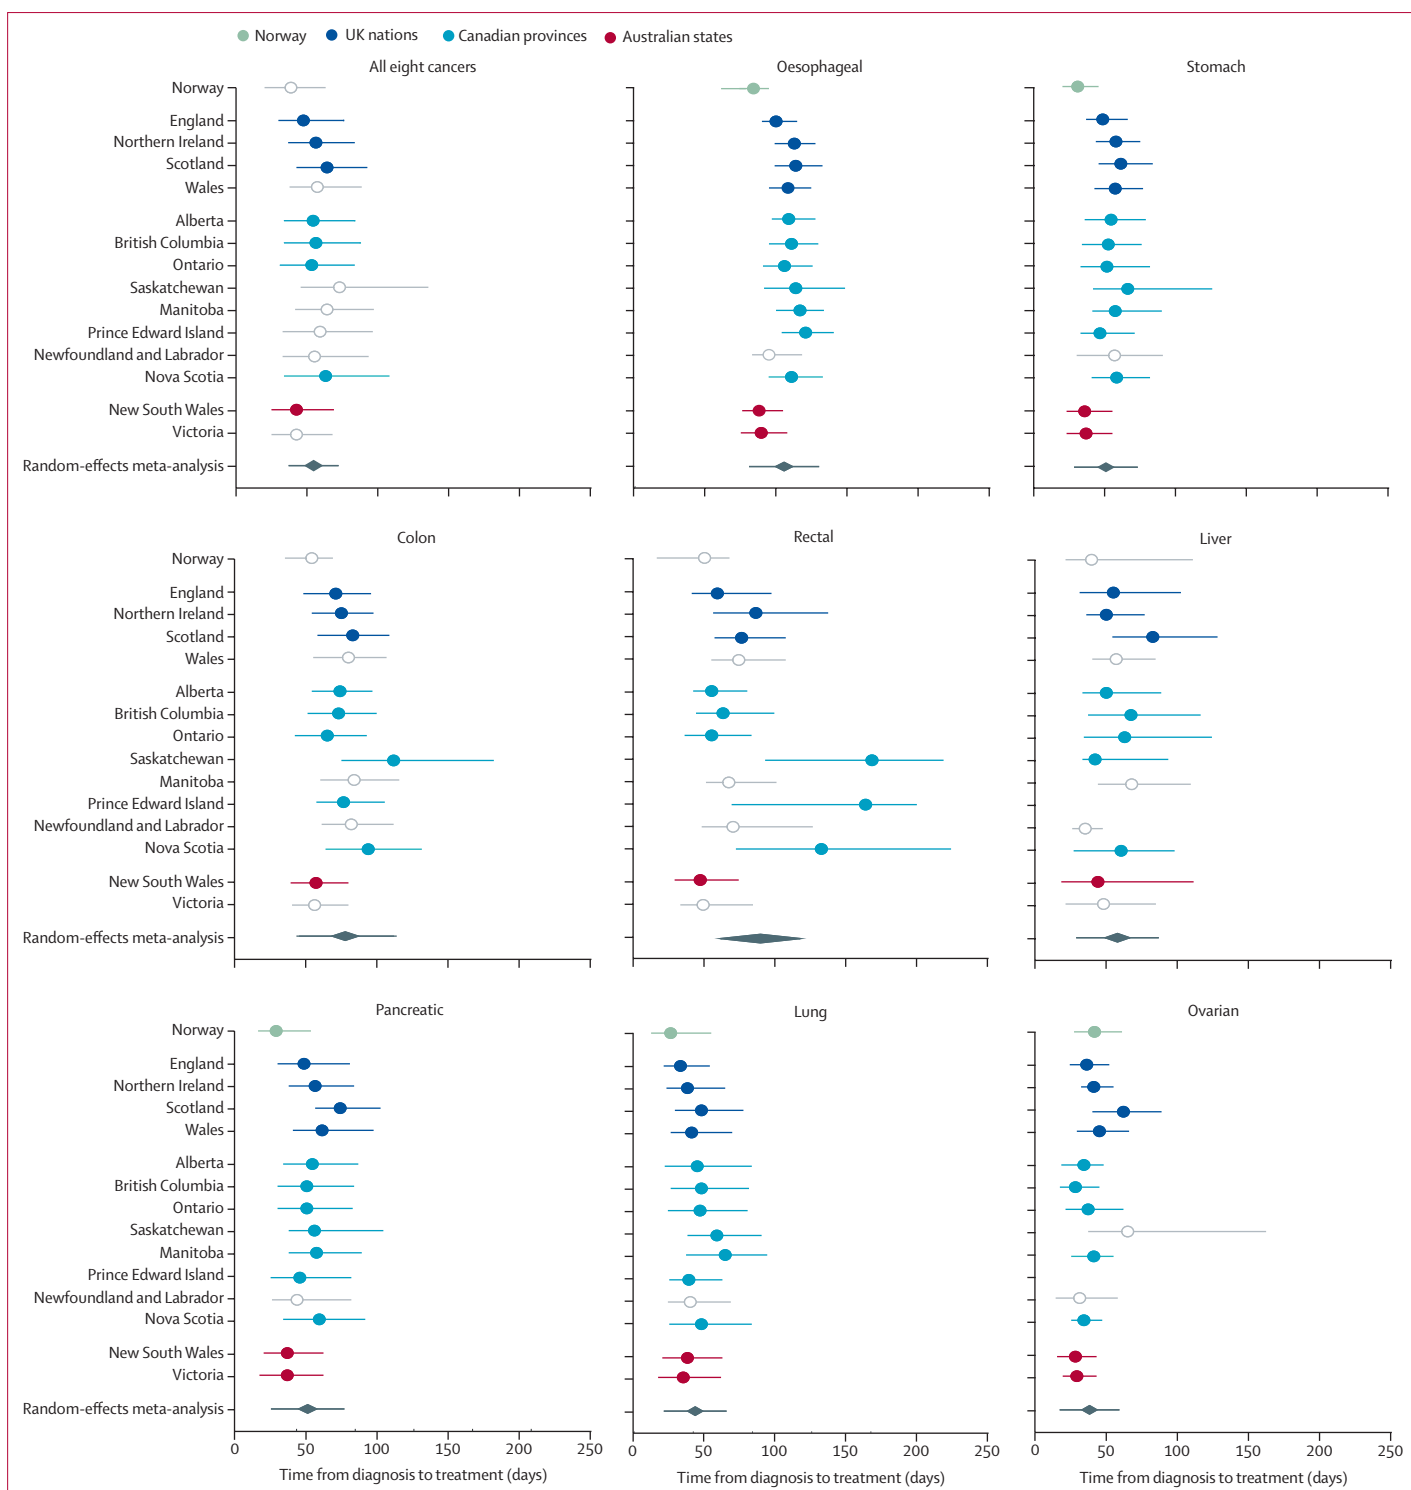 Norway UK nations Canadian provinces Australian states
All eight cancers Oesophageal Stomach
Norway
England
Northern Ireland
Scotland
Wales
Alberta
British Columbia
Ontario
Saskatchewan
Manitoba
Prince Edward Island
Newfoundland and Labrador
Nova Scotia
New South Wales
Victoria
Random-effects meta-analysis
Colon Rectal Liver
Norway
England
Northern Ireland
Scotland
Wales
Alberta
British Columbia
Ontario
Saskatchewan
Manitoba
Prince Edward Island
Newfoundland and Labrador
Nova Scotia
New South Wales
Victoria
Random-effects meta-analysis
Pancreatic Lung Ovarian
Norway
England
Northern Ireland
Scotland
Wales
Alberta
British Columbia
Ontario
Saskatchewan
Manitoba
Prince Edward Island
Newfoundland and Labrador
Nova Scotia
New South Wales
Victoria
Random-effects meta-analysis
0 50 100 150 200 250 0 50 100 150 200 250 0 50 100 150 200 250
Time from diagnosis to treatment (days) Time from diagnosis to treatment (days) Time from diagnosis to treatment (days)